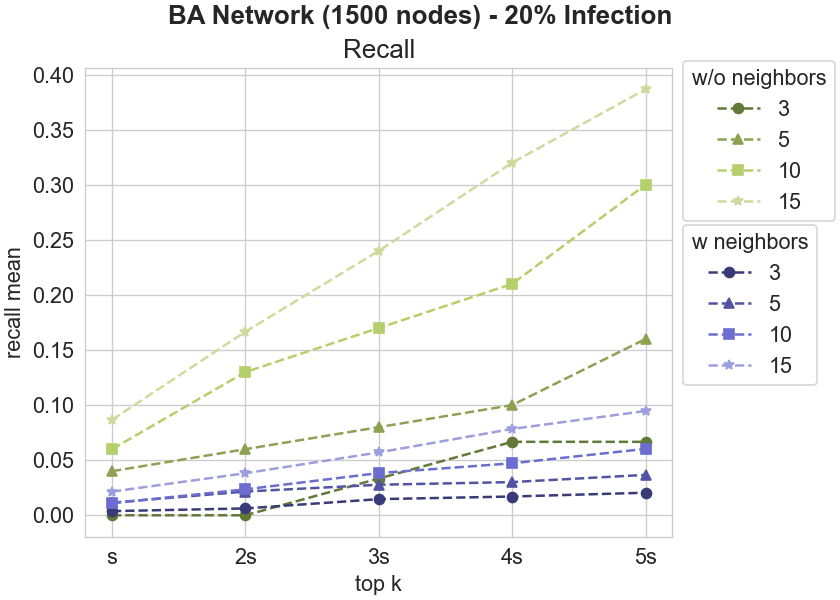 BA Network (1500 nodes) - 20% Infection
Recall
0.40
0.35
0.30
0.25
0.20
0.15
0.10
0.05
0.00
recall mean
s 2s 3s 4s 5s
top k
w/o neighbors
3
5
10
15
w neighbors
3
5
10
15